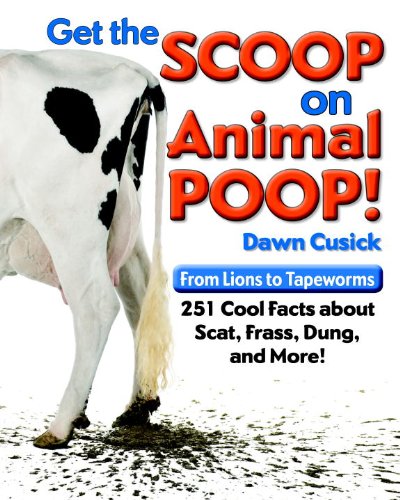 Get the
SCOOP
on
Animal
POOP!
Dawn Cusick
From Lions to Tapeworms
251 Cool Facts about
Scat, Frass, Dung,
and More!